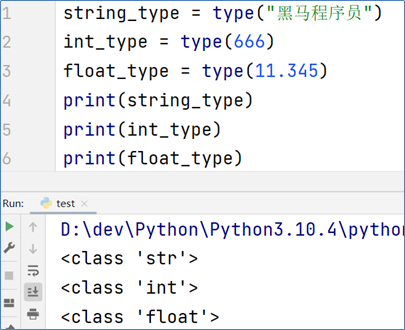 1 string_type = type("黑马程序员")
2 int_type = type(666)
3 float_type = type(11.345)
4 print(string_type)
5 print(int_type)
6 print(float_type)
Run: test ×
D:\dev\Python\Python3.10.4\python
<class 'str'>
<class 'int'>
<class 'float'>